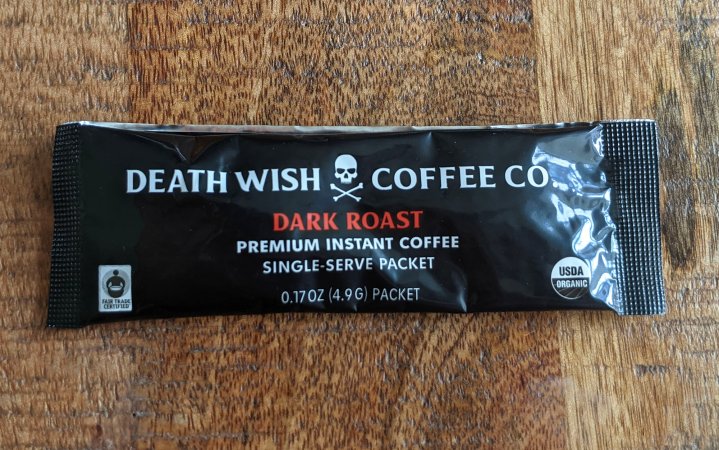 DEATH WISH COFFEE CO
DARK ROAST
PREMIUM INSTANT COFFEE
SINGLE-SERVE PACKET
0.17 OZ (4.9 G) PACKET
FAIR TRADE
CERTIFIED
USDA
ORGANIC